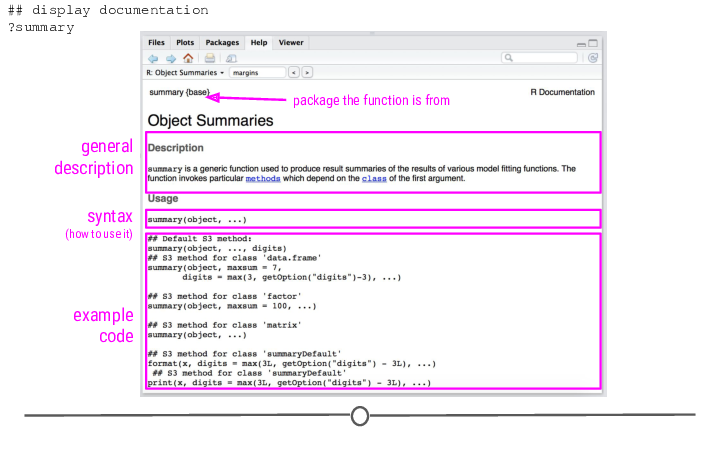 ## display documentation
?summary
Files Plots Packages Help Viewer
R: Object Summaries margins < >
summary {base} R Documentation
package the function is from
Object Summaries
general
description
Description
summary is a generic function used to produce result summaries of the results of various model fitting functions. The
function invokes particular methods which depend on the class of the first argument.
Usage
syntax
(how to use it)
summary(object, ...)
## Default S3 method:
summary(object, ..., digits)
## S3 method for class 'data.frame'
summary(object, maxsum = 7,
digits = max(3, getOption("digits")-3), ...)
## S3 method for class 'factor'
summary(object, maxsum = 100, ...)
example
code
## S3 method for class 'matrix'
summary(object, ...)
## S3 method for class 'summaryDefault'
format(x, digits = max(3L, getOption("digits") - 3L), ...)
## S3 method for class 'summaryDefault'
print(x, digits = max(3L, getOption("digits") - 3L), ...)